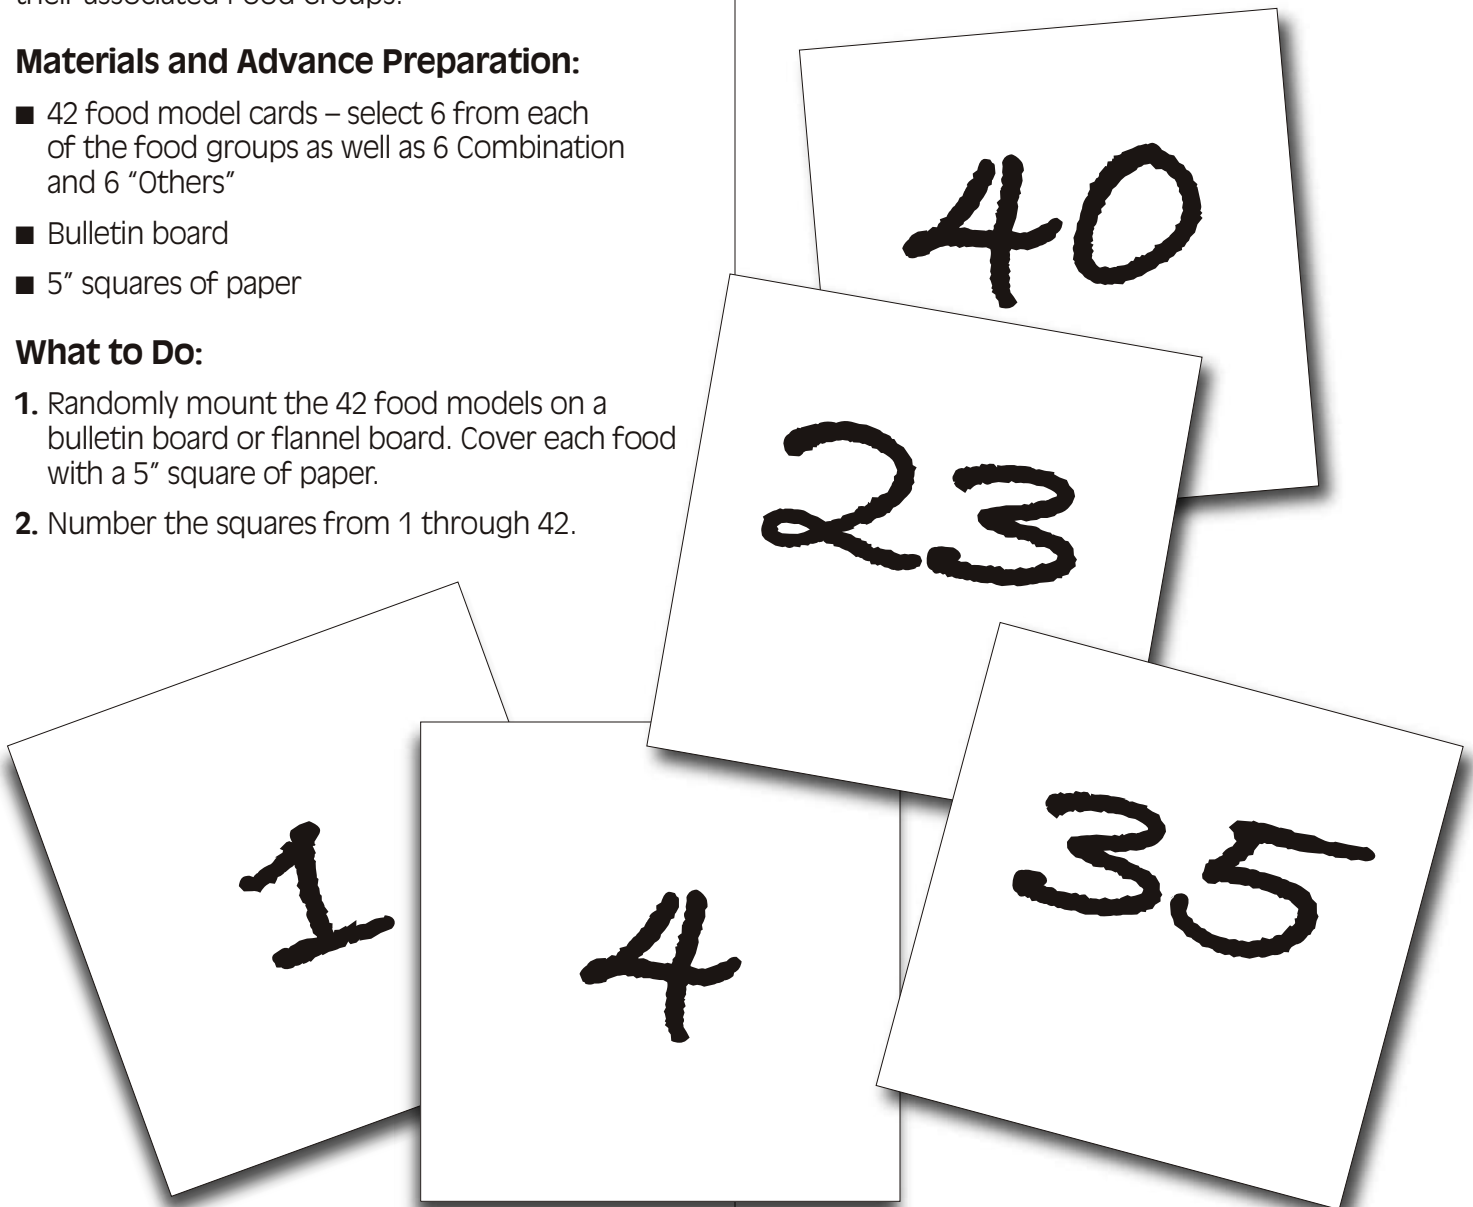 their associated Food Groups.
Materials and Advance Preparation:
■ 42 food model cards – select 6 from each
of the food groups as well as 6 Combination
and 6 “Others”
■ Bulletin board
■ 5” squares of paper
What to Do:
1. Randomly mount the 42 food models on a
bulletin board or flannel board. Cover each food
with a 5” square of paper.
2. Number the squares from 1 through 42.
40
23
1
4
35